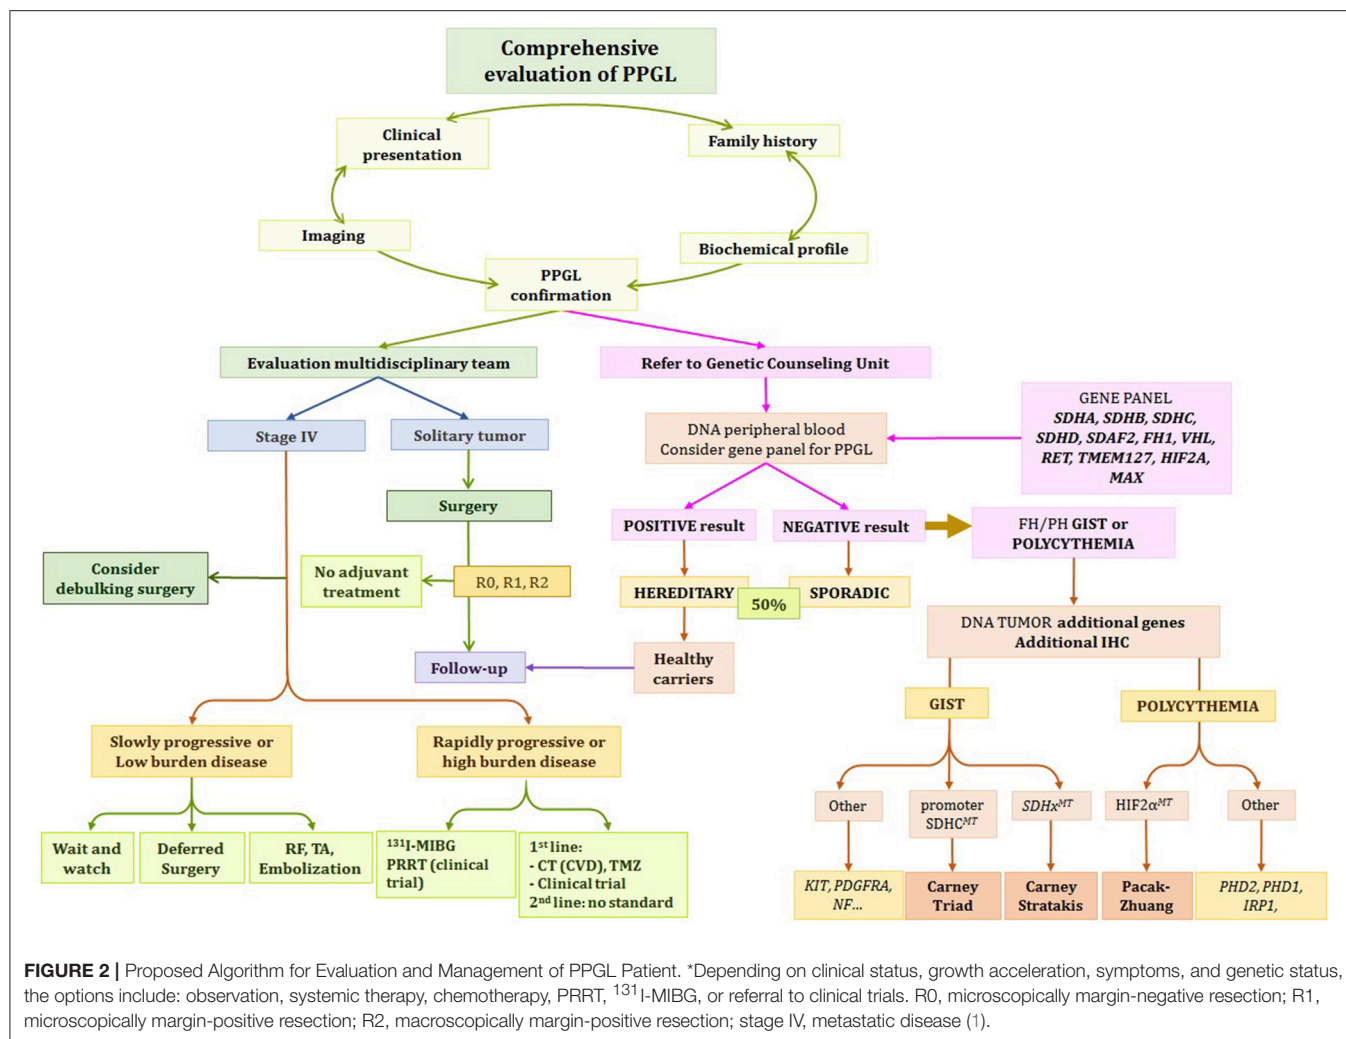 Comprehensive
evaluation of PPGL
Clinical
presentation
Family history
Imaging
Biochemical profile
PPGL
confirmation
Evaluation multidisciplinary team
Refer to Genetic Counseling Unit
Stage IV
Solitary tumor
DNA peripheral blood
Consider gene panel for PPGL
GENE PANEL
SDHA, SDHB, SDHC,
SDHD, SDAF2, FH1, VHL,
RET, TMEM127, HIF2A,
MAX
Surgery
POSITIVE result
NEGATIVE result
FH/PH GIST or
POLYCYTHEMIA
Consider
debulking surgery
No adjuvant
treatment
R0, R1, R2
HEREDITARY
50%
SPORADIC
DNA TUMOR additional genes
Additional IHC
Follow-up
Healthy
carriers
GIST
POLYCYTHEMIA
Slowly progressive or
Low burden disease
Rapidly progressive or
high burden disease
Other
promoter
SDHC^MT
SDHx^MT
HIF2α^MT
Other
Wait and
watch
Deferred
Surgery
RF, TA,
Embolization
¹³¹I-MIBG
PRRT (clinical
trial)
1st line:
- CT (CVD), TMZ
- Clinical trial
2nd line: no standard
KIT, PDGFRA,
NF...
Carney
Triad
Carney
Stratakis
Pacak-
Zhuang
PHD2, PHD1,
IRP1,
FIGURE 2 | Proposed Algorithm for Evaluation and Management of PPGL Patient. *Depending on clinical status, growth acceleration, symptoms, and genetic status,
the options include: observation, systemic therapy, chemotherapy, PRRT, ¹³¹I-MIBG, or referral to clinical trials. R0, microscopically margin-negative resection; R1,
microscopically margin-positive resection; R2, macroscopically margin-positive resection; stage IV, metastatic disease (1).